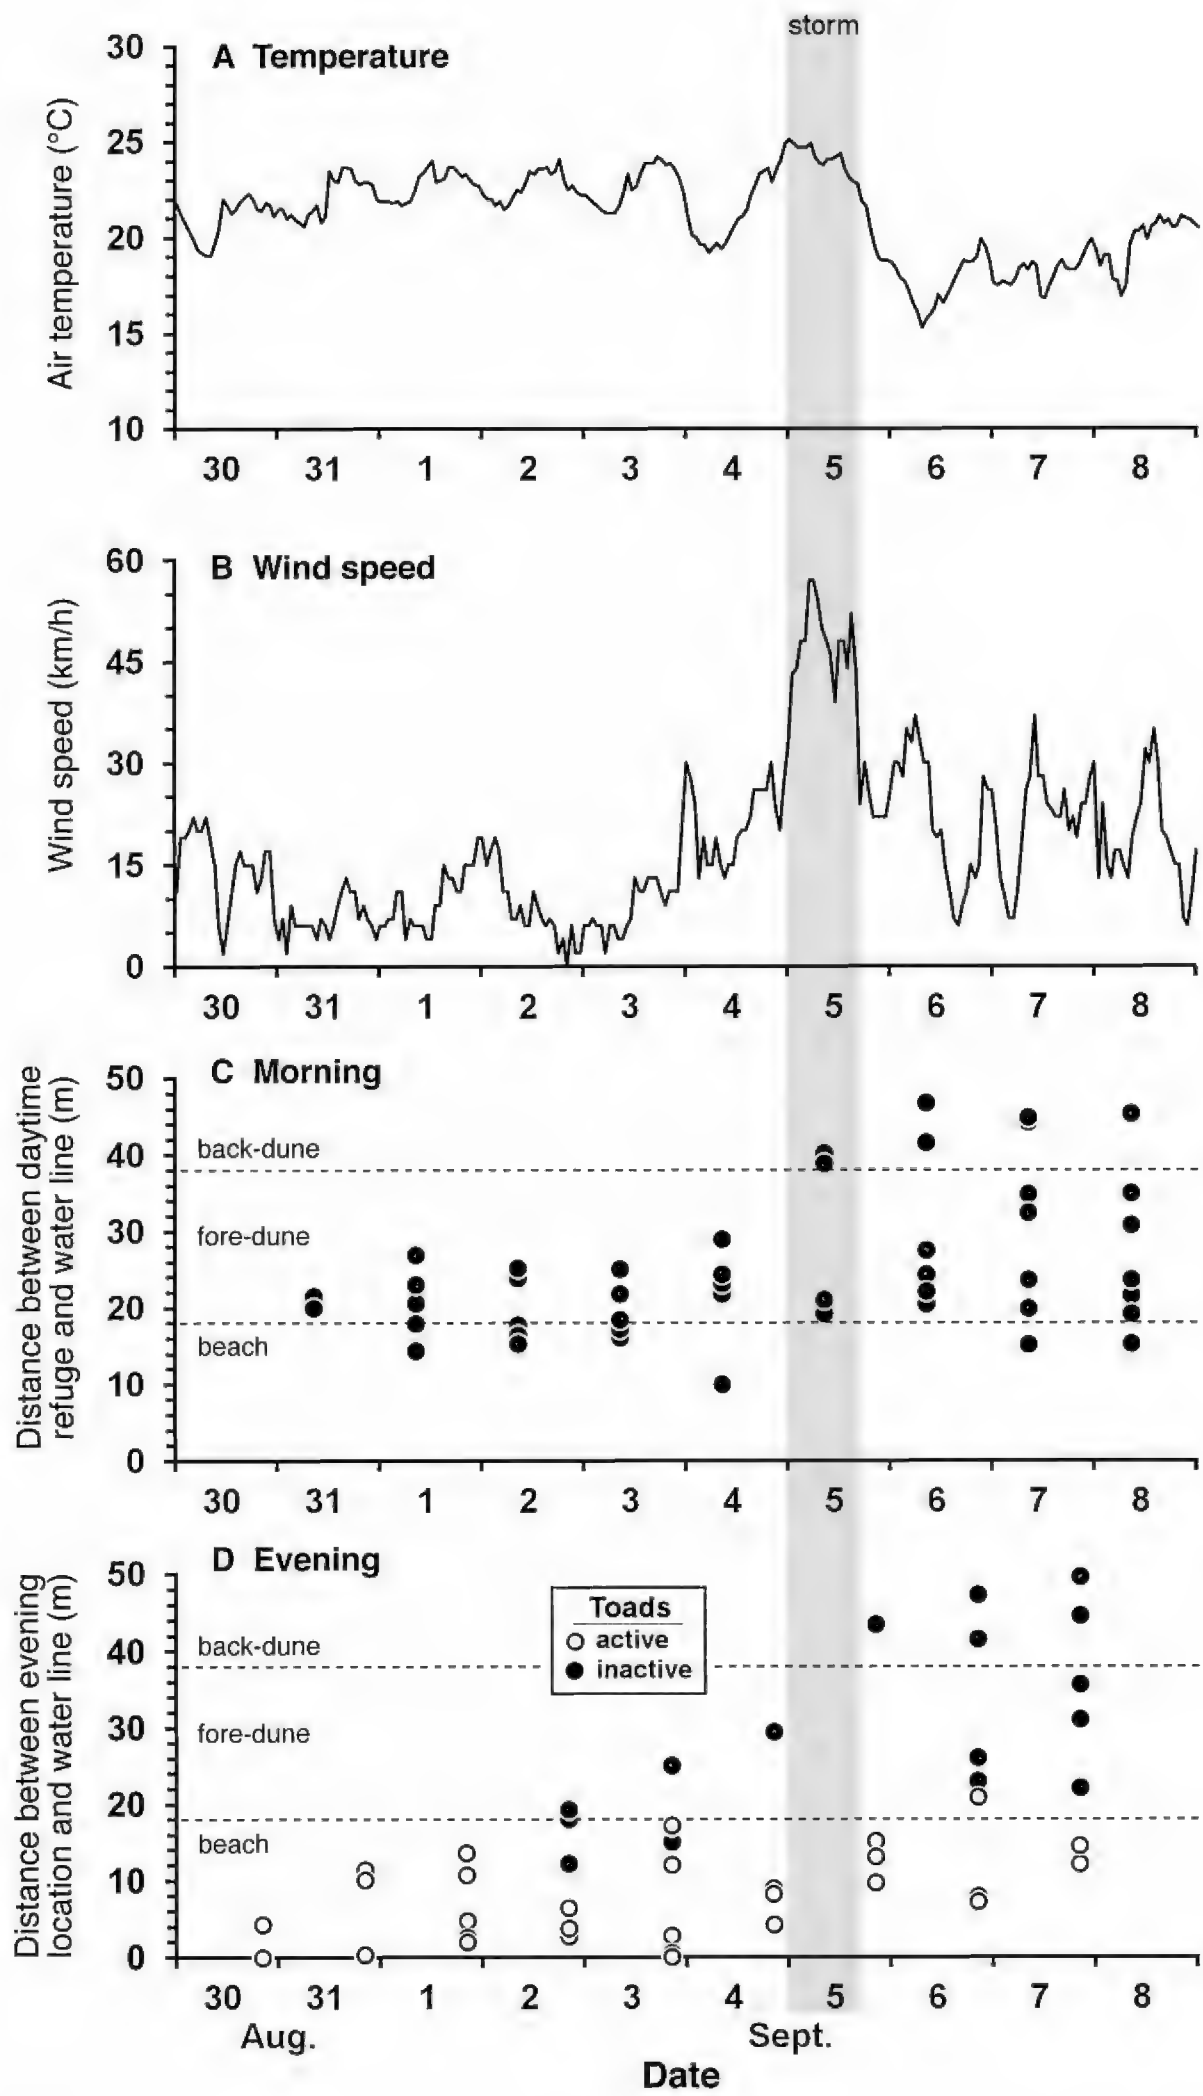 storm
A Temperature
30
25
20
15
10
Air temperature (°C)
30 31 1 2 3 4 5 6 7 8
B Wind speed
60
45
30
15
0
Wind speed (km/h)
30 31 1 2 3 4 5 6 7 8
C Morning
50
40
30
20
10
0
Distance between daytime
refuge and water line (m)
back-dune
fore-dune
beach
30 31 1 2 3 4 5 6 7 8
D Evening
50
40
30
20
10
0
Distance between evening
location and water line (m)
Toads
active
inactive
back-dune
fore-dune
beach
30 31 1 2 3 4 5 6 7 8
Aug. Sept.
Date